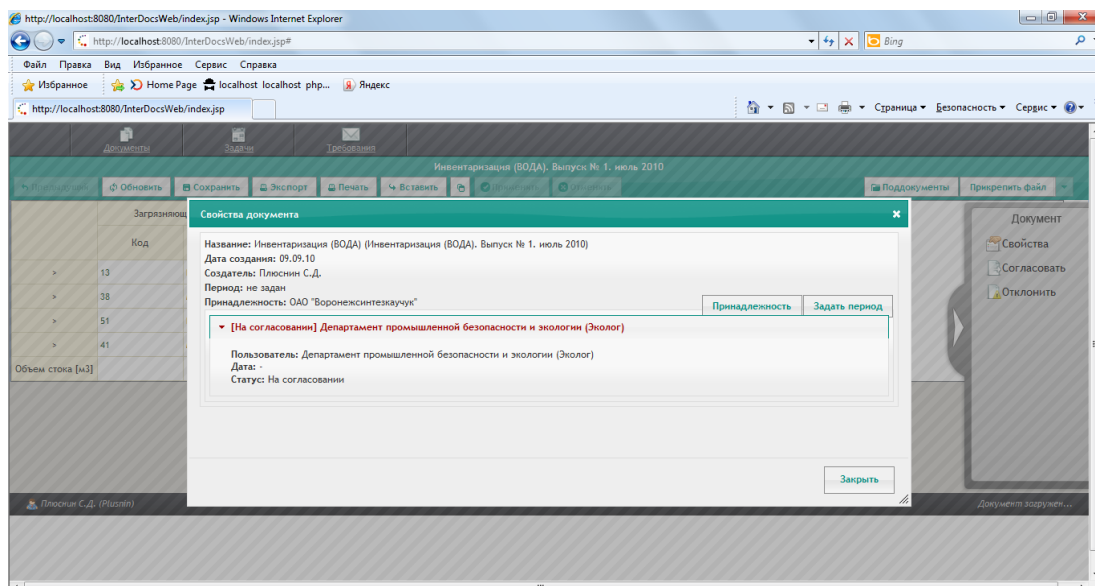 http://localhost:8080/InterDocsWeb/index.jsp - Windows Internet Explorer
http://localhost:8080/InterDocsWeb/index.jsp#
Bing
Файл Правка Вид Избранное Сервис Справка
Избранное Home Page localhost localhost php... Яндекс
http://localhost:8080/InterDocsWeb/index.jsp
Страница Безопасность Сервис
Документы Задачи Требования
Инвентаризация (ВОДА). Выпуск № 1. июль 2010
Обновить Сохранить Экспорт Печать Вставить Поддокументы Прикрепить файл
Загрязняющ
Код
> 13
> 38
> 51
> 41
Объем стока [м3]
Свойства документа
Название: Инвентаризация (ВОДА) (Инвентаризация (ВОДА). Выпуск № 1. июль 2010)
Дата создания: 09.09.10
Создатель: Плюснин С.Д.
Период: не задан
Принадлежность: ОАО "Воронежсинтезкаучук"
Принадлежность Задать период
[На согласовании] Департамент промышленной безопасности и экологии (Эколог)
Пользователь: Департамент промышленной безопасности и экологии (Эколог)
Дата: -
Статус: На согласовании
Закрыть
Документ
Свойства
Согласовать
Отклонить
Плюснин С.Д. (Plusnin)
Документ загружен...